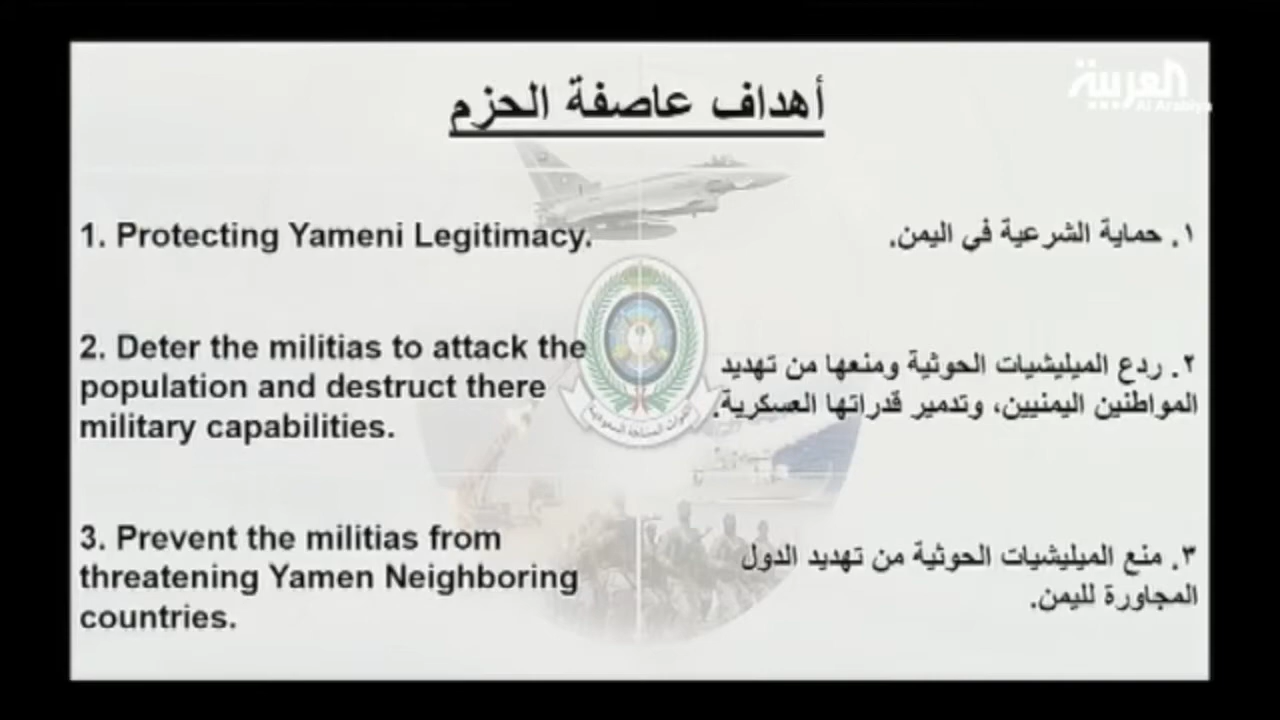 العربية
Al Arabiya
أهداف عاصفة الحزم
1. Protecting Yameni Legitimacy.
١. حماية الشرعية في اليمن.
2. Deter the militias to attack the
population and destruct there
military capabilities.
٢. ردع الميليشيات الحوثية ومنعها من تهديد
المواطنين اليمنيين، وتدمير قدراتها العسكرية.
القوات المسلحة السعودية
3. Prevent the militias from
threatening Yamen Neighboring
countries.
٣. منع الميليشيات الحوثية من تهديد الدول
المجاورة لليمن.